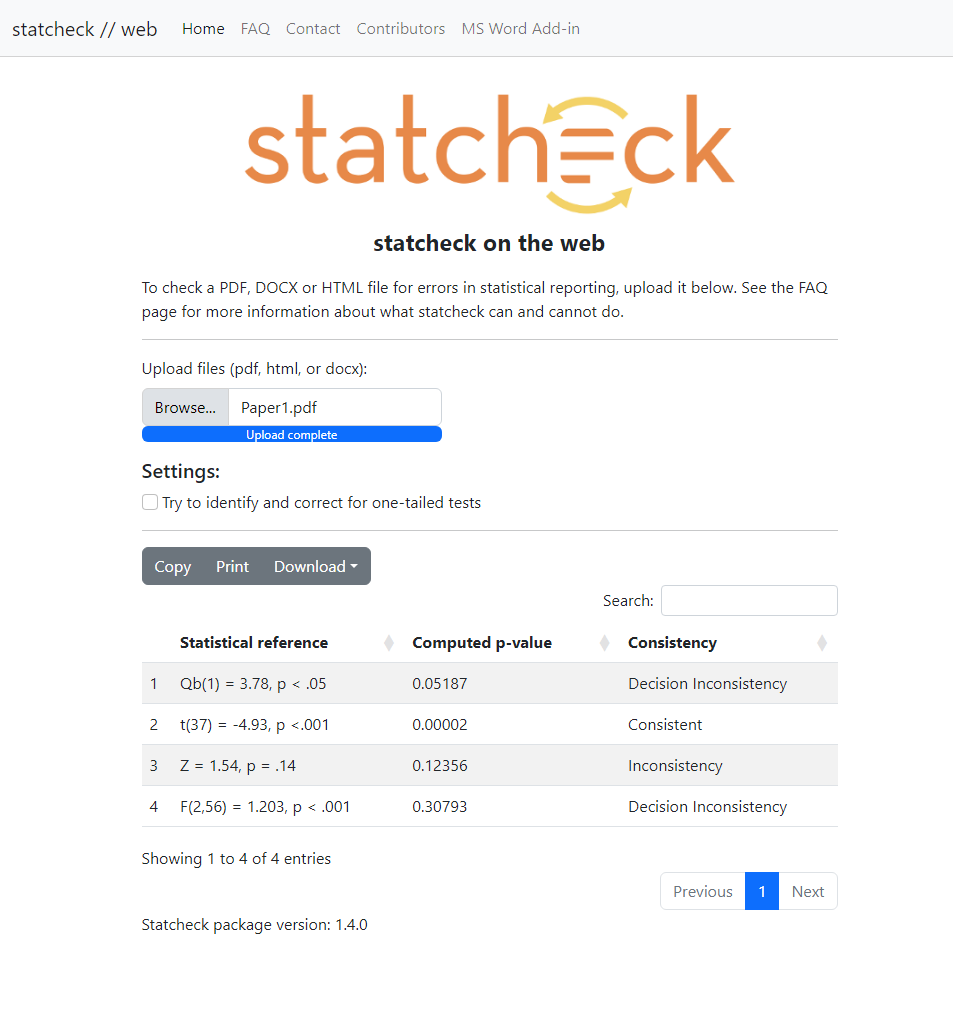 statcheck // web Home FAQ Contact Contributors MS Word Add-in
statcheck
statcheck on the web
To check a PDF, DOCX or HTML file for errors in statistical reporting, upload it below. See the FAQ
page for more information about what statcheck can and cannot do.
Upload files (pdf, html, or docx):
Browse... Paper1.pdf
Upload complete
Settings:
Try to identify and correct for one-tailed tests
Copy Print Download
Search:
Statistical reference Computed p-value Consistency
1 Qb(1) = 3.78, p < .05 0.05187 Decision Inconsistency
2 t(37) = -4.93, p <.001 0.00002 Consistent
3 Z = 1.54, p = .14 0.12356 Inconsistency
4 F(2,56) = 1.203, p < .001 0.30793 Decision Inconsistency
Showing 1 to 4 of 4 entries
Previous 1 Next
Statcheck package version: 1.4.0